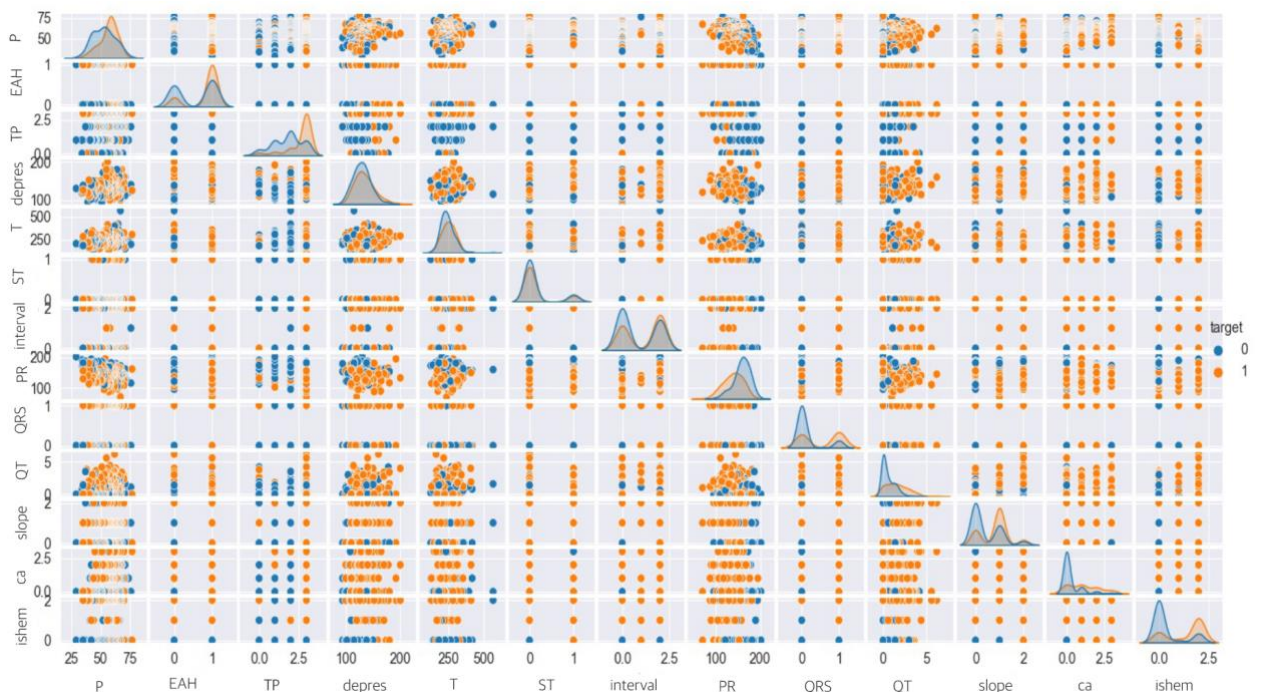 P 75 50
EAH 1 0
TP 2.5 0.0
depres 200 100
T 500 250
ST 1 0
interval 2 0
target
0
1
PR 200 100
QRS 1 0
QT 5
slope 2 0
ca 2.5 0.0
ishem 2 0
25 50 75 0 1 0.0 2.5 100 200 250 500 0 1 0.0 2.5 100 200 0 1 0 5 0 2 0.0 2.5 0.0 2.5
P EAH TP depres T ST interval PR QRS QT slope ca ishem